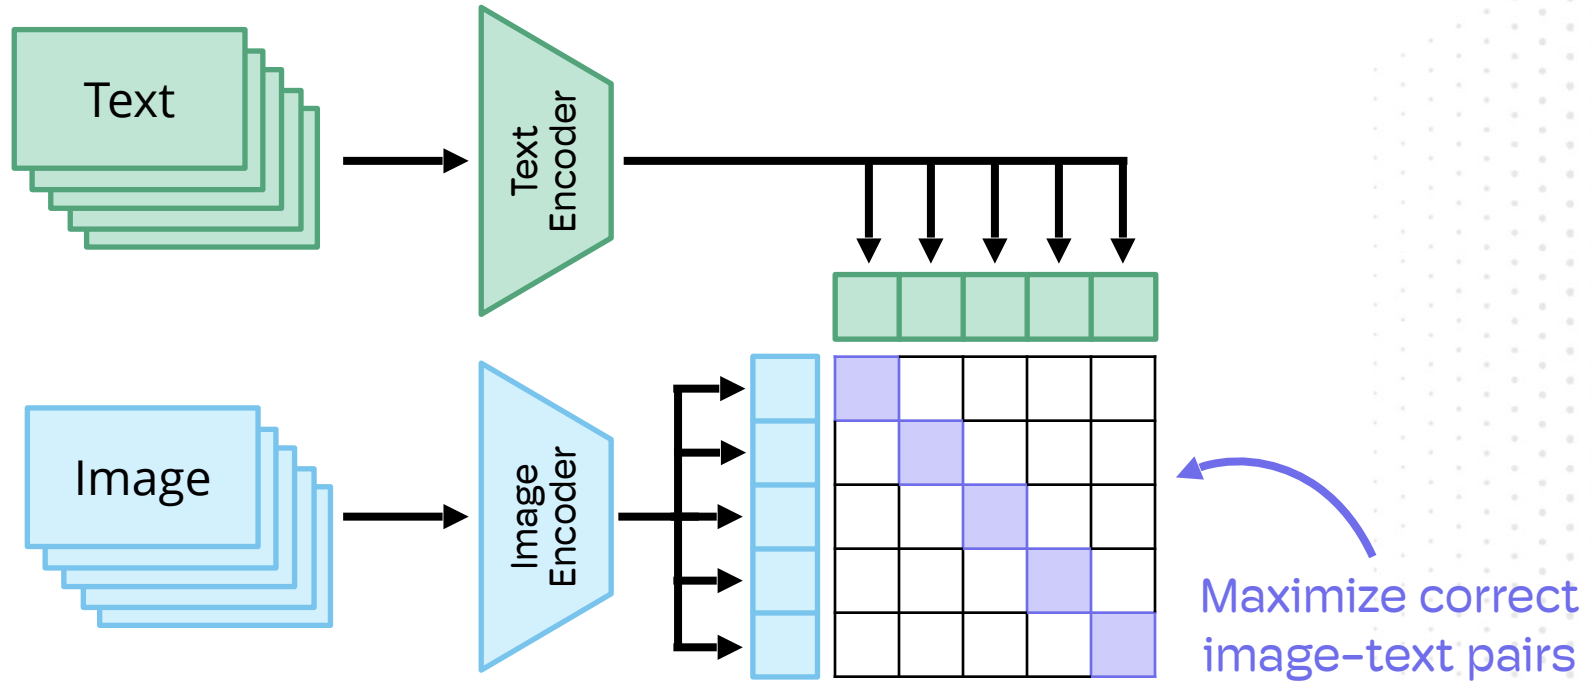 Text
Text
Encoder
Image
Image
Encoder
Maximize correct
image-text pairs